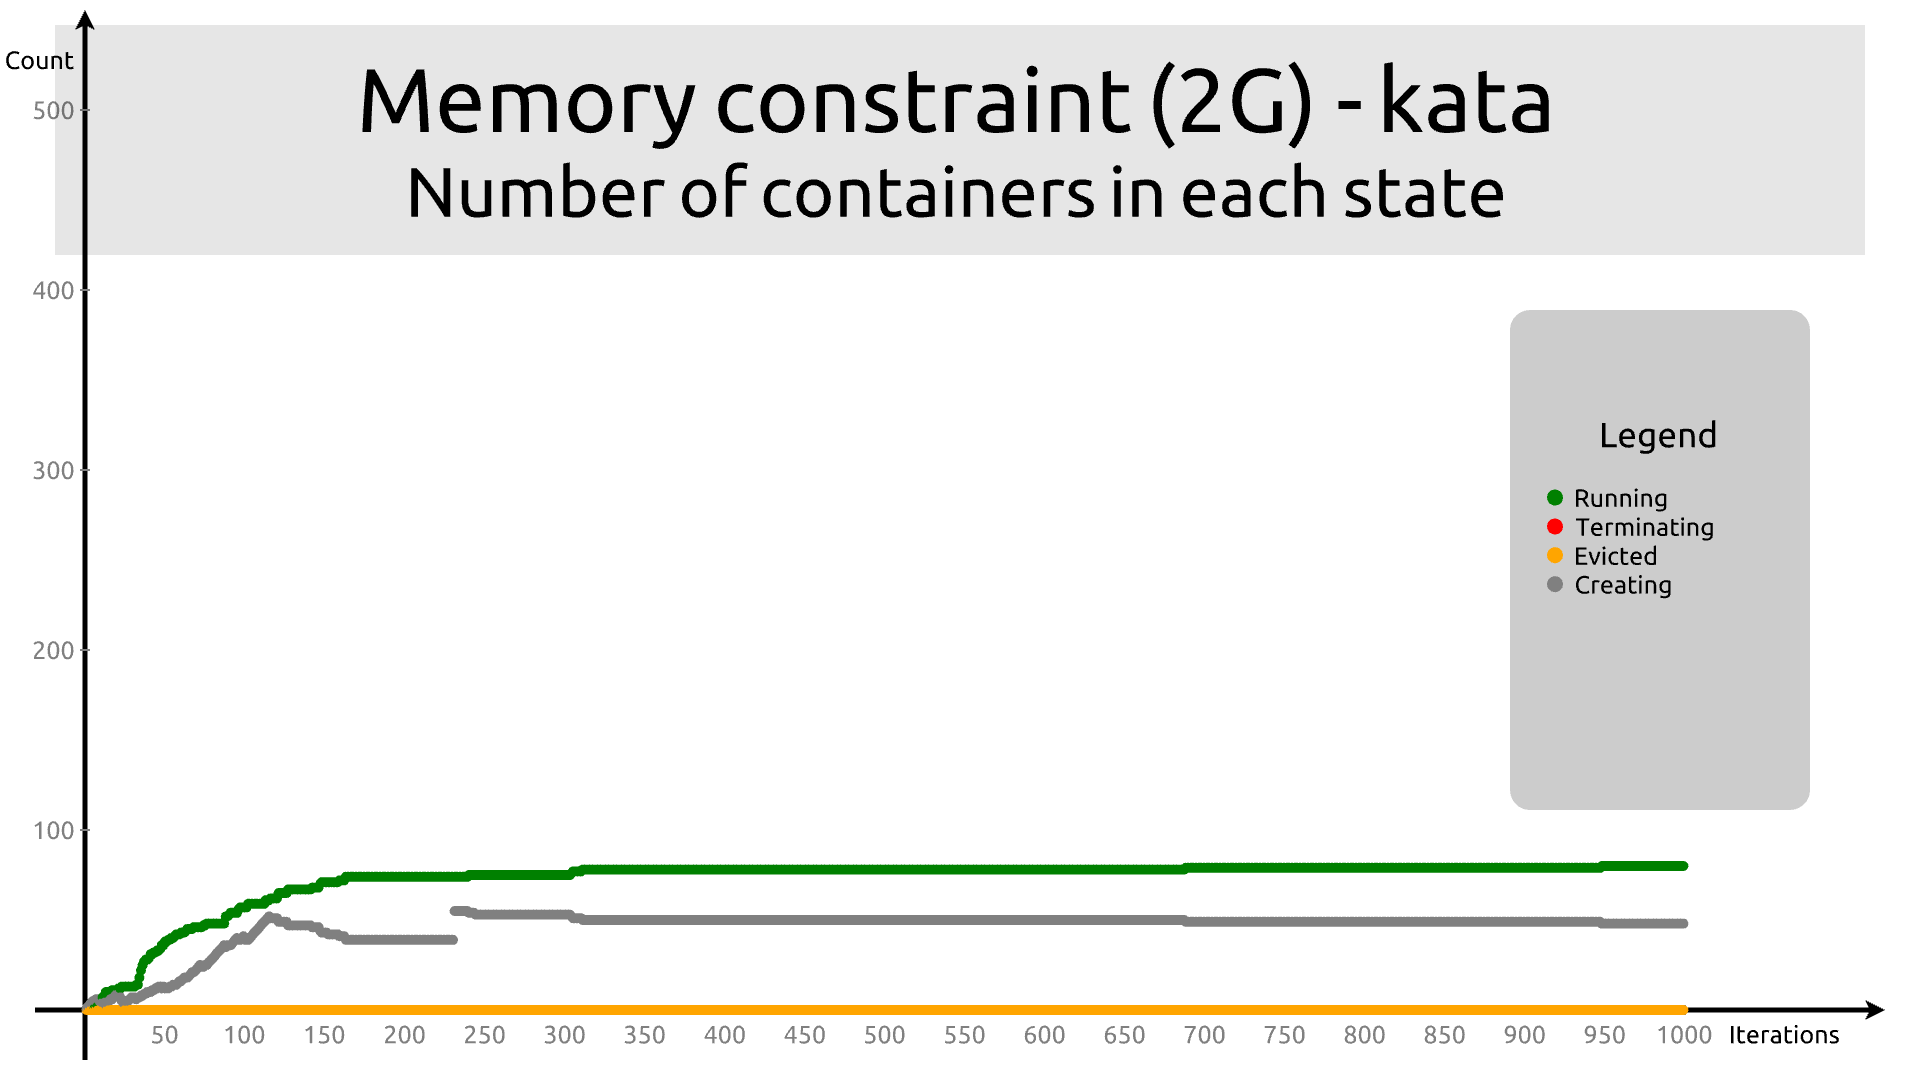 Memory constraint (2G) - kata
Number of containers in each state
Count
500
400
300
200
100
Legend
Running
Terminating
Evicted
Creating
50 100 150 200 250 300 350 400 450 500 550 600 650 700 750 800 850 900 950 1000 Iterations